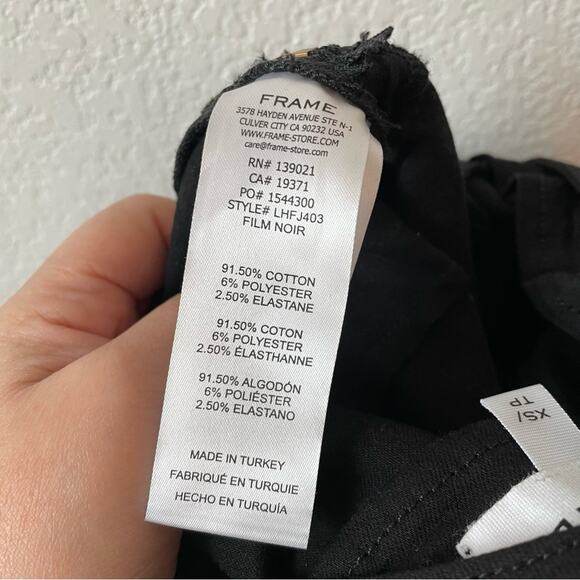 FRAME
3578 HAYDEN AVENUE STE N-1
CULVER CITY CA 90232 USA
WWW.FRAME-STORE.COM
care@frame-store.com
RN# 139021
CA# 19371
PO# 1544300
STYLE# LHFJ403
FILM NOIR
91.50% COTTON
6% POLYESTER
2.50% ELASTANE
91.50% COTON
6% POLYESTER
2.50% ÉLASTHANNE
91.50% ALGODÓN
6% POLIÉSTER
2.50% ELASTANO
MADE IN TURKEY
FABRIQUÉ EN TURQUIE
HECHO EN TURQUÍA
XS/
TP